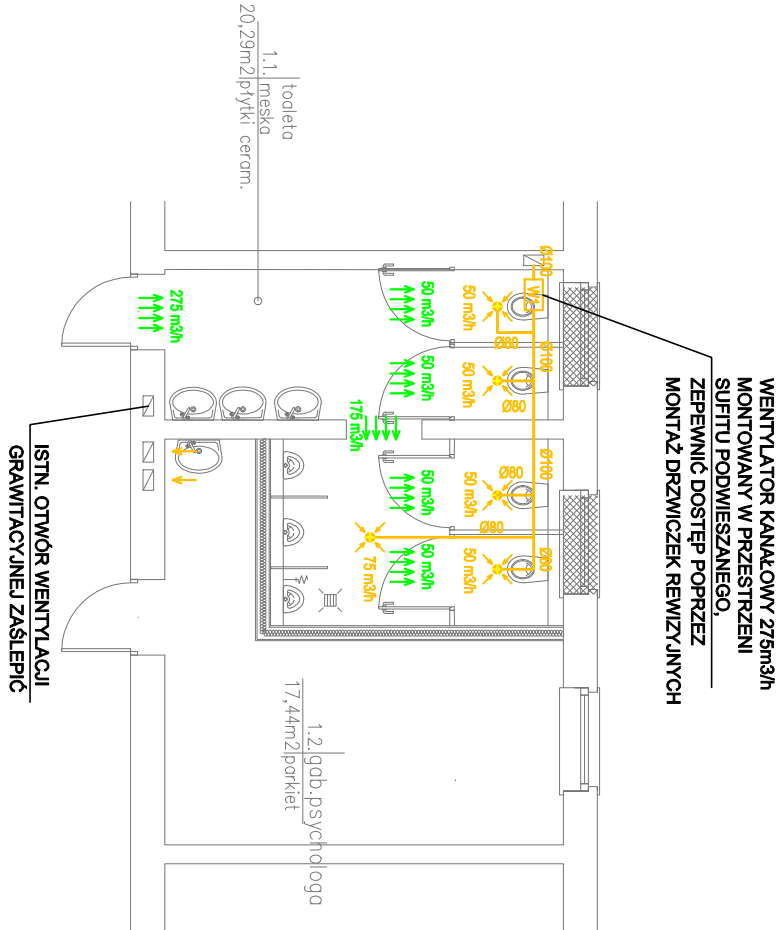 WENTYLATOR KANAŁOWY 275m3/h
MONTOWANY W PRZESTRZENI
SUFITU PODWIESZANEGO,
ZEPEWNIĆ DOSTĘP POPRZEZ
MONTAŻ DRZWICZEK REWIZYJNYCH
Ø100
Ø100
Ø100
Ø80
W1
50 m3/h
50 m3/h
50 m3/h
50 m3/h
Ø80
Ø80
Ø80
Ø80
50 m3/h
50 m3/h
50 m3/h
50 m3/h
175 m3/h
75 m3/h
275 m3/h
toaleta
1.1. meska
20,29m2 płytki ceram.
1.2. gab. psychologa
17,44m2 parkiet
ISTN. OTWÓR WENTYLACJI
GRAWITACYJNEJ ZAŚLEPIĆ